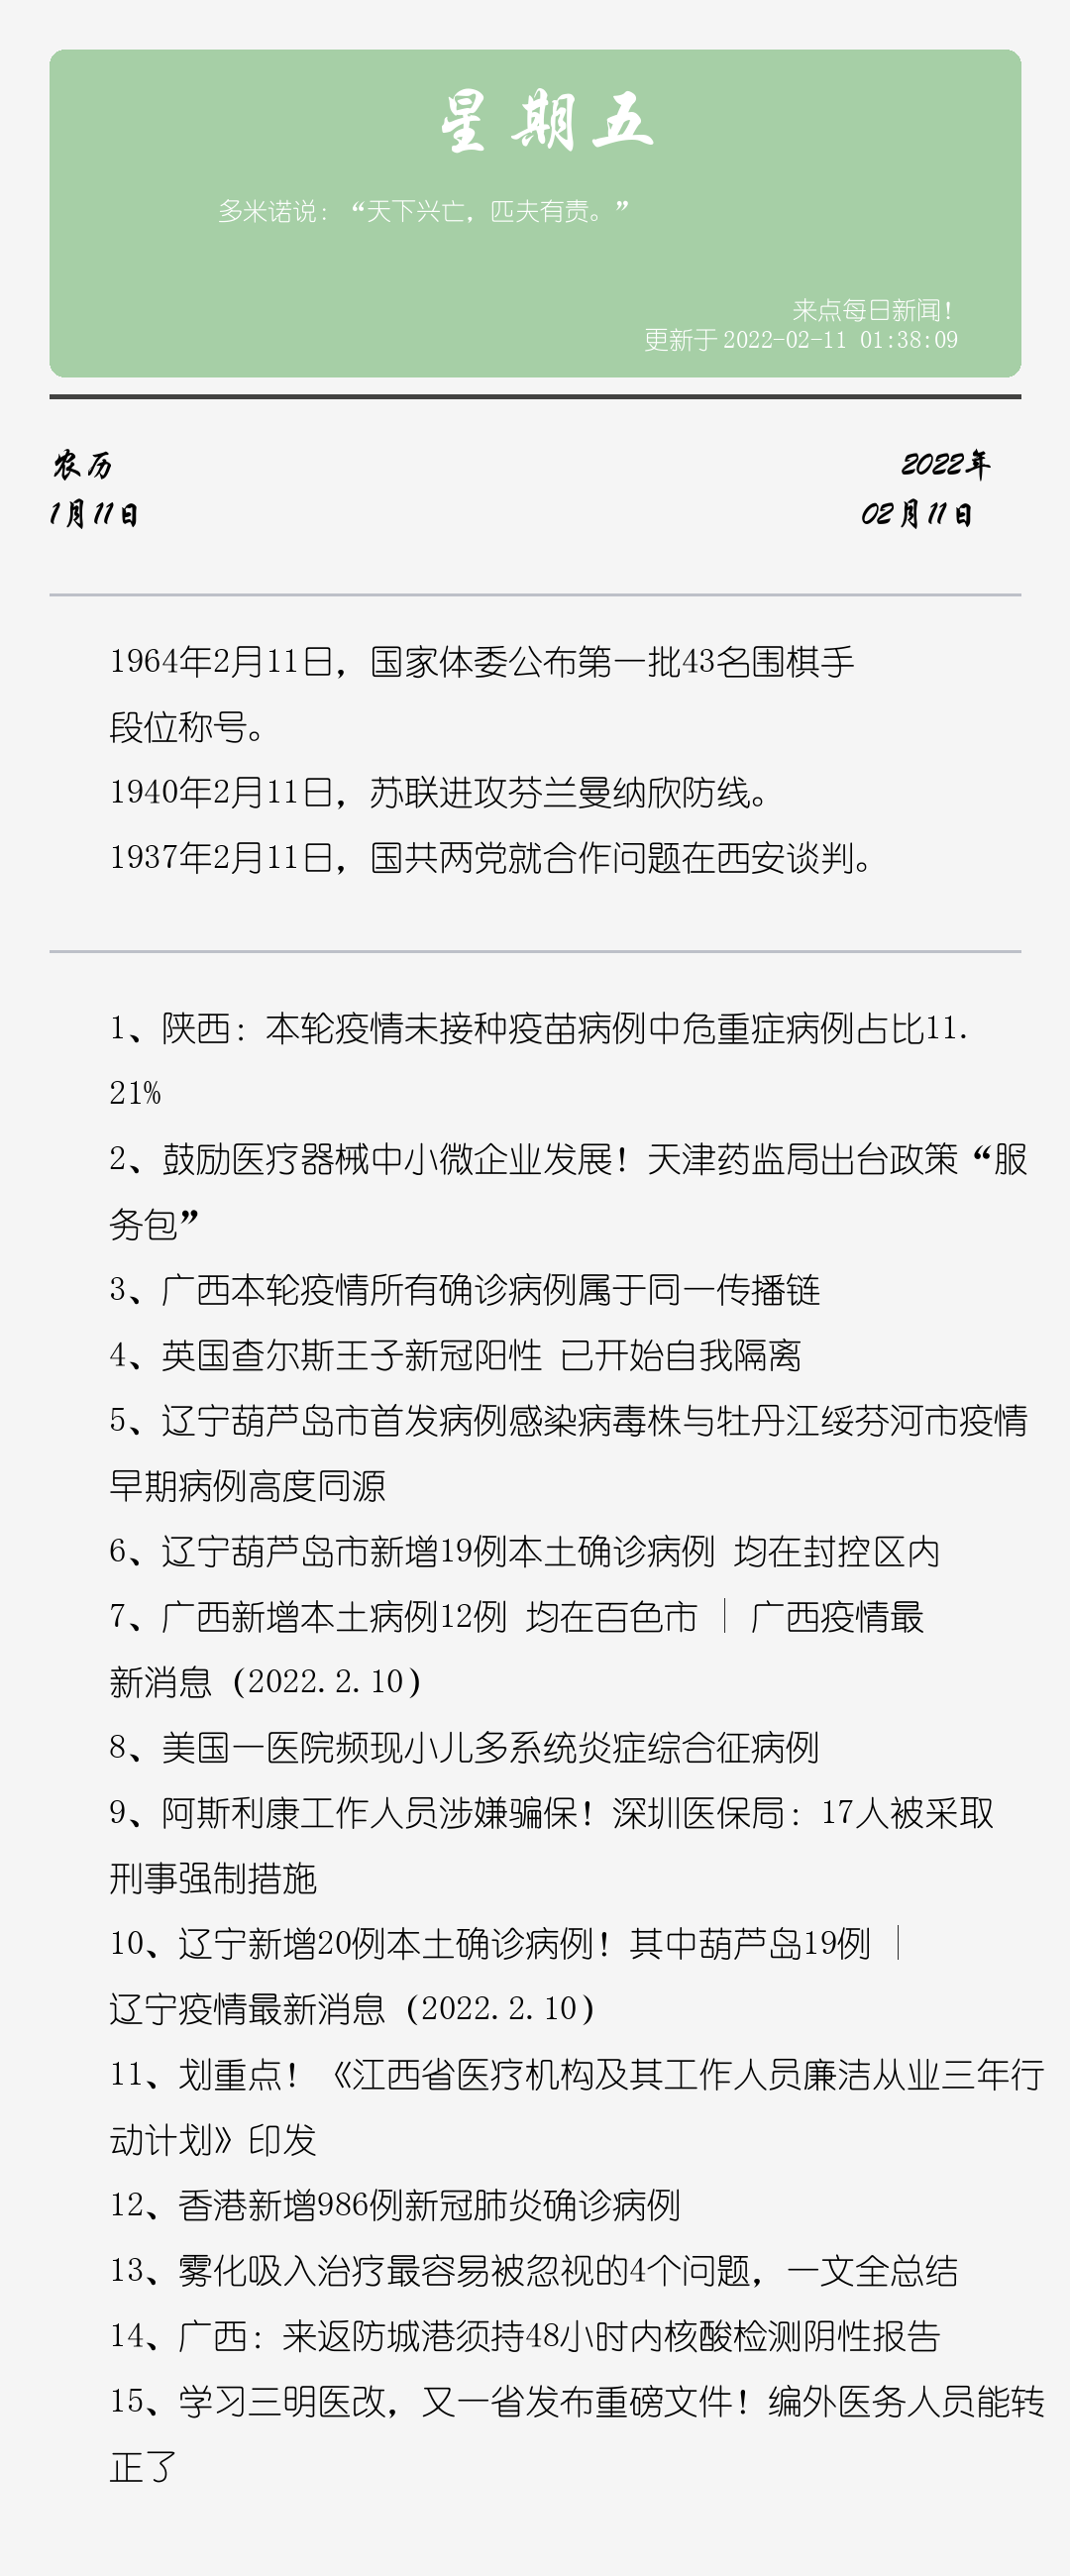 星期五
多米诺说：“天下兴亡，匹夫有责。”
来点每日新闻！
更新于2022-02-11 01:38:09
农历
2022年
1月11日
02月11日
1964年2月11日，国家体委公布第一批43名围棋手
段位称号。
1940年2月11日，苏联进攻芬兰曼纳欣防线。
1937年2月11日，国共两党就合作问题在西安谈判。
1、陕西：本轮疫情未接种疫苗病例中危重症病例占比11.
21%
2、鼓励医疗器械中小微企业发展！天津药监局出台政策“服
务包”
3、广西本轮疫情所有确诊病例属于同一传播链
4、英国查尔斯王子新冠阳性 已开始自我隔离
5、辽宁葫芦岛市首发病例感染病毒株与牡丹江绥芬河市疫情
早期病例高度同源
6、辽宁葫芦岛市新增19例本土确诊病例 均在封控区内
7、广西新增本土病例12例 均在百色市 | 广西疫情最
新消息（2022.2.10）
8、美国一医院频现小儿多系统炎症综合征病例
9、阿斯利康工作人员涉嫌骗保！深圳医保局：17人被采取
刑事强制措施
10、辽宁新增20例本土确诊病例！其中葫芦岛19例 |
辽宁疫情最新消息（2022.2.10）
11、划重点！《江西省医疗机构及其工作人员廉洁从业三年行
动计划》印发
12、香港新增986例新冠肺炎确诊病例
13、雾化吸入治疗最容易被忽视的4个问题，一文全总结
14、广西：来返防城港须持48小时内核酸检测阴性报告
15、学习三明医改，又一省发布重磅文件！编外医务人员能转
正了